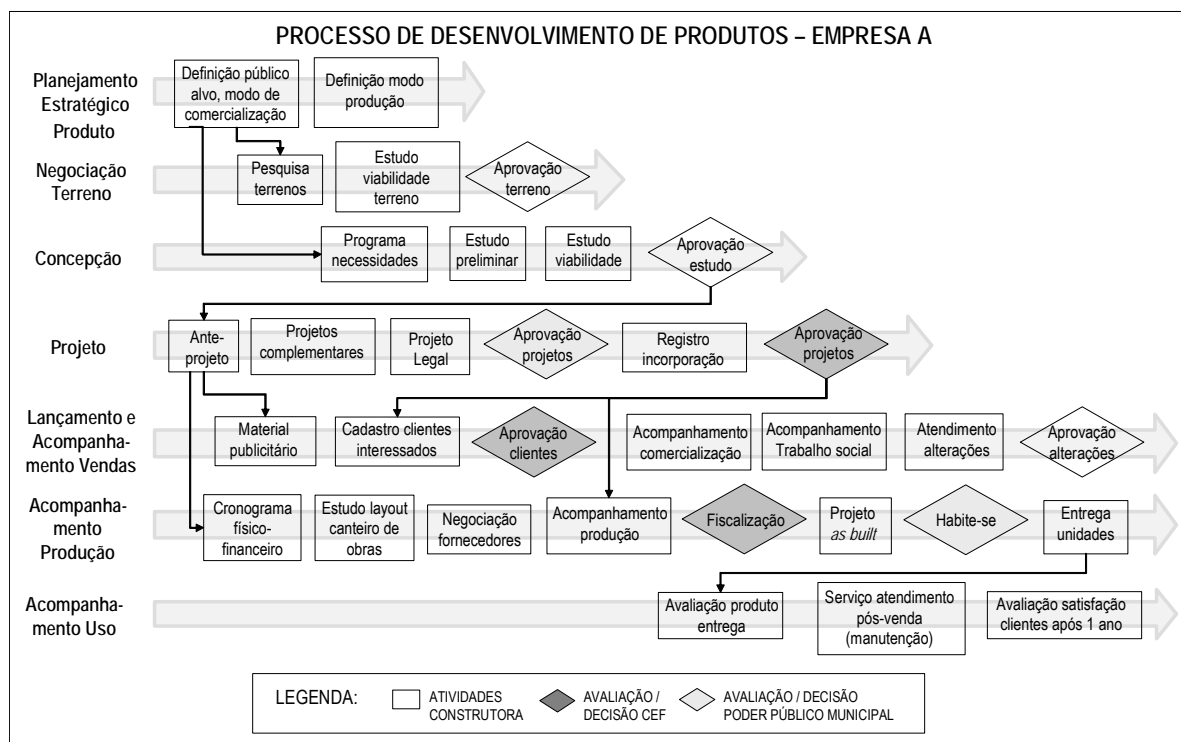 PROCESSO DE DESENVOLVIMENTO DE PRODUTOS – EMPRESA A
Planejamento
Estratégico
Produto
Definição público
alvo, modo de
comercialização
Definição modo
produção
Negociação
Terreno
Pesquisa
terrenos
Estudo
viabilidade
terreno
Aprovação
terreno
Concepção
Programa
necessidades
Estudo
preliminar
Estudo
viabilidade
Aprovação
estudo
Projeto
Ante-
projeto
Projetos
complementares
Projeto
Legal
Aprovação
projetos
Registro
incorporação
Aprovação
projetos
Lançamento e
Acompanha-
mento Vendas
Material
publicitário
Cadastro clientes
interessados
Aprovação
clientes
Acompanhamento
comercialização
Acompanhamento
Trabalho social
Atendimento
alterações
Aprovação
alterações
Acompanha-
mento
Produção
Cronograma
físico-
financeiro
Estudo layout
canteiro de
obras
Negociação
fornecedores
Acompanhamento
produção
Fiscalização
Projeto
as built
Habite-se
Entrega
unidades
Acompanha-
mento Uso
Avaliação produto
entrega
Serviço atendimento
pós-venda
(manutenção)
Avaliação satisfação
clientes após 1 ano
LEGENDA:
ATIVIDADES
CONSTRUTORA
AVALIAÇÃO /
DECISÃO CEF
AVALIAÇÃO / DECISÃO
PODER PÚBLICO MUNICIPAL